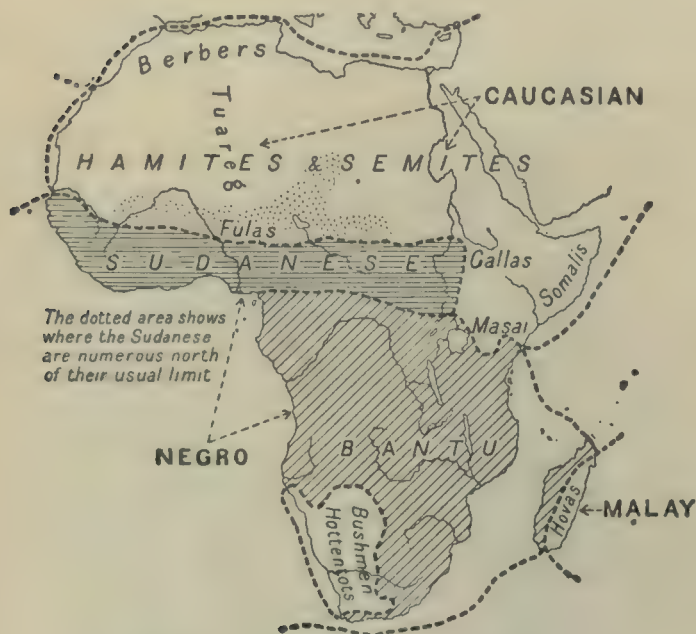 Berbers
Tuareg
CAUCASIAN
HAMITES & SEMITES
Fulas
SUDANESE
Gallas
Somalis
The dotted area shows
where the Sudanese
are numerous north
of their usual limit
Masai
NEGRO
BANTU
Hovas
MALAY
Bushmen
Hottentots